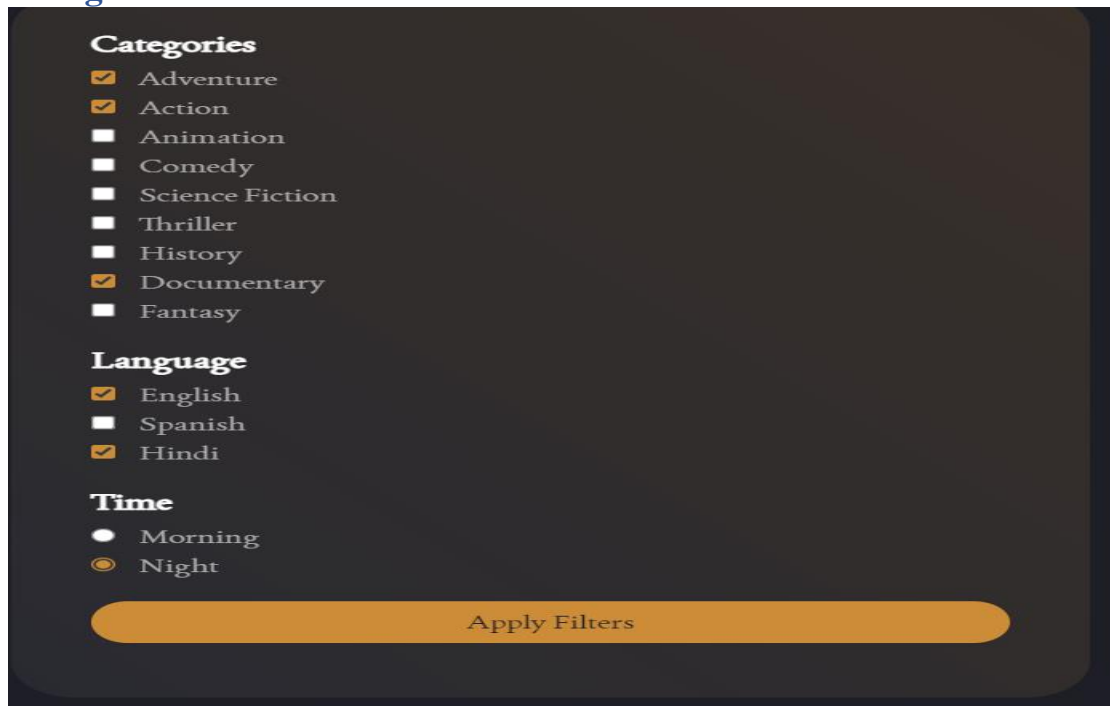 Categories
Adventure
Action
Animation
Comedy
Science Fiction
Thriller
History
Documentary
Fantasy
Language
English
Spanish
Hindi
Time
Morning
Night
Apply Filters